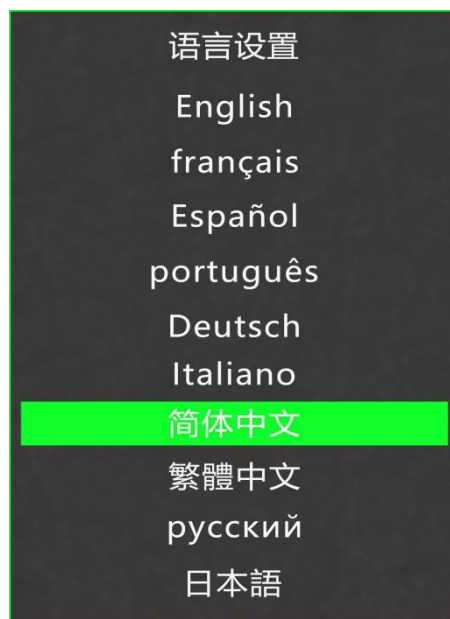 语言设置
English
français
Español
português
Deutsch
Italiano
简体中文
繁體中文
русский
日本語